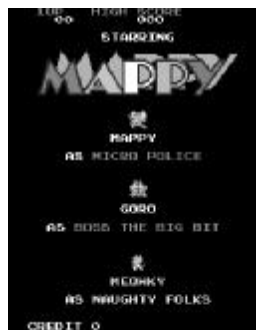 1UP HIGH SCORE
00 000
STARRING
MAPPY
MAPPY
AS MICRO POLICE
GORO
AS BOSS THE BIG BIT
MEOWKY
AS NAUGHTY FOLKS
CREDIT 0